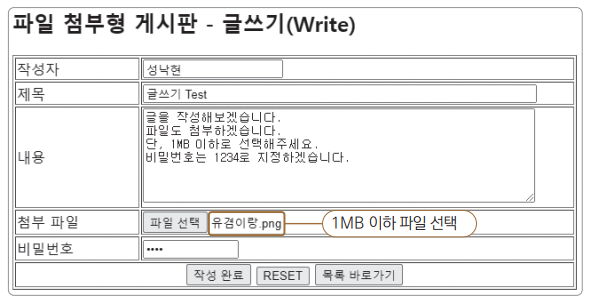 파일 첨부형 게시판 - 글쓰기(Write)
작성자 성낙현
제목 글쓰기 Test
내용
글을 작성해보겠습니다.
파일도 첨부하겠습니다.
단, 1MB 이하로 선택해주세요.
비밀번호는 1234로 지정하겠습니다.
첨부 파일 파일 선택 유겸이랑.png 1MB 이하 파일 선택
비밀번호 ••••
작성 완료 RESET 목록 바로가기